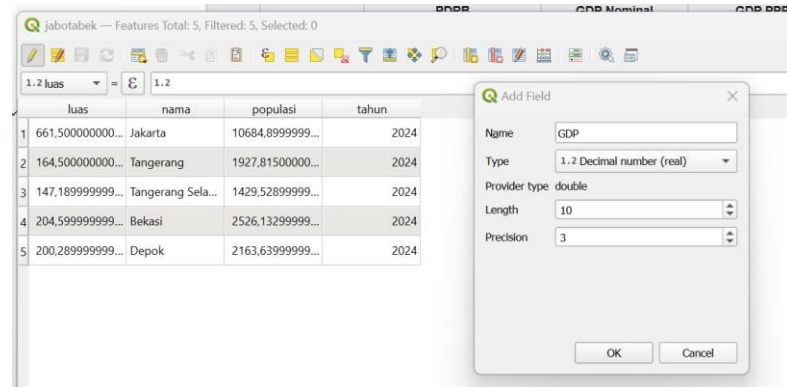 PDRB GDP Nominal GDP PPP
jabotabek — Features Total: 5, Filtered: 5, Selected: 0
1.2 luas = ε 1.2
luas nama populasi tahun
1 661,500000000... Jakarta 10684,8999999... 2024
2 164,500000000... Tangerang 1927,81500000... 2024
3 147,189999999... Tangerang Sela... 1429,52899999... 2024
4 204,599999999... Bekasi 2526,13299999... 2024
5 200,289999999... Depok 2163,63999999... 2024
Add Field
Name GDP
Type 1.2 Decimal number (real)
Provider type double
Length 10
Precision 3
OK Cancel